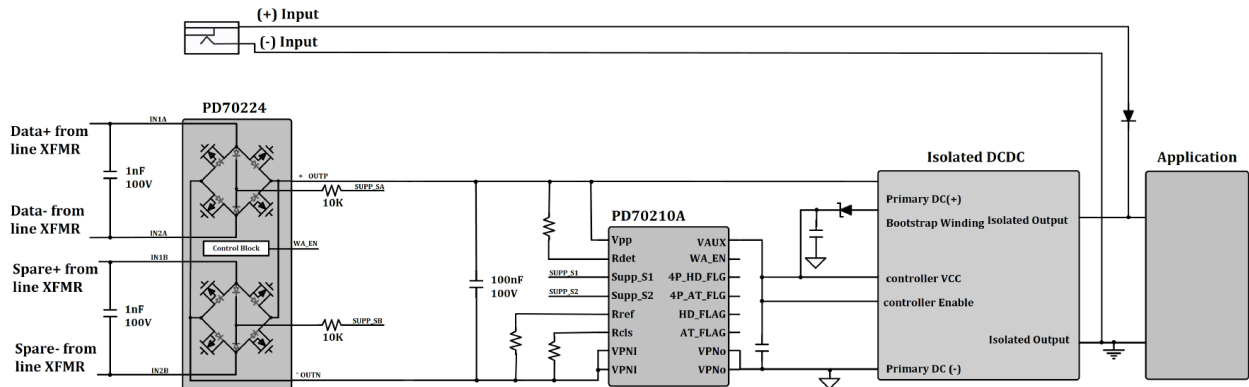 (+) Input
(-) Input
PD70224
IN1A
Data+ from
line XFMR
1nF
100V
Data- from
line XFMR
IN2A
+ OUTP
SUPP_SA
10K
Control Block
WA_EN
Spare+ from
line XFMR
IN1B
1nF
100V
Spare- from
line XFMR
IN2B
SUPP_SB
10K
- OUTN
100nF
100V
PD70210A
Vpp
Rdet
Supp_S1
Supp_S2
Rref
Rcls
VPNI
VPNI
SUPP_S1
SUPP_S2
VAUX
WA_EN
4P_HD_FLG
4P_AT_FLG
HD_FLAG
AT_FLAG
VPNo
VPNo
Isolated DCDC
Primary DC(+)
Bootstrap Winding
Isolated Output
controller VCC
controller Enable
Isolated Output
Primary DC (-)
Application